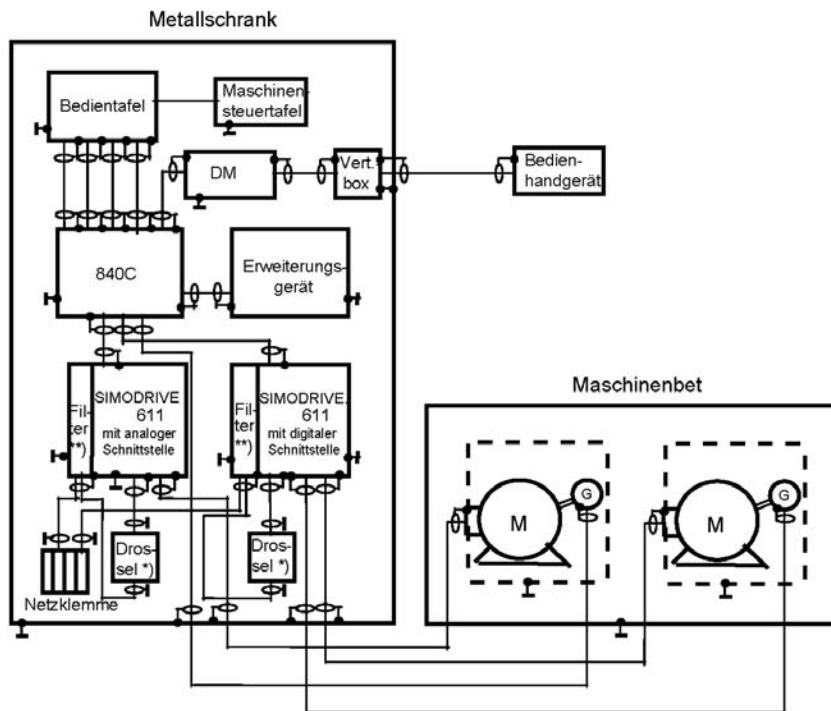 Metallschrank
Bedientafel
Maschinen
steuertafel
DM
Vert.
box
Bedien-
handgerät
840C
Erweiterungs-
gerät
Fil-
ter
**)
SIMODRIVE
611
mit analoger
Schnittstelle
Fil-
ter
**)
SIMODRIVE.
611
mit digitaler
Schnittstelle
Maschinenbet
M
G
M
G
Netzklemme
Dros-
sel *)
Dros-
sel *)